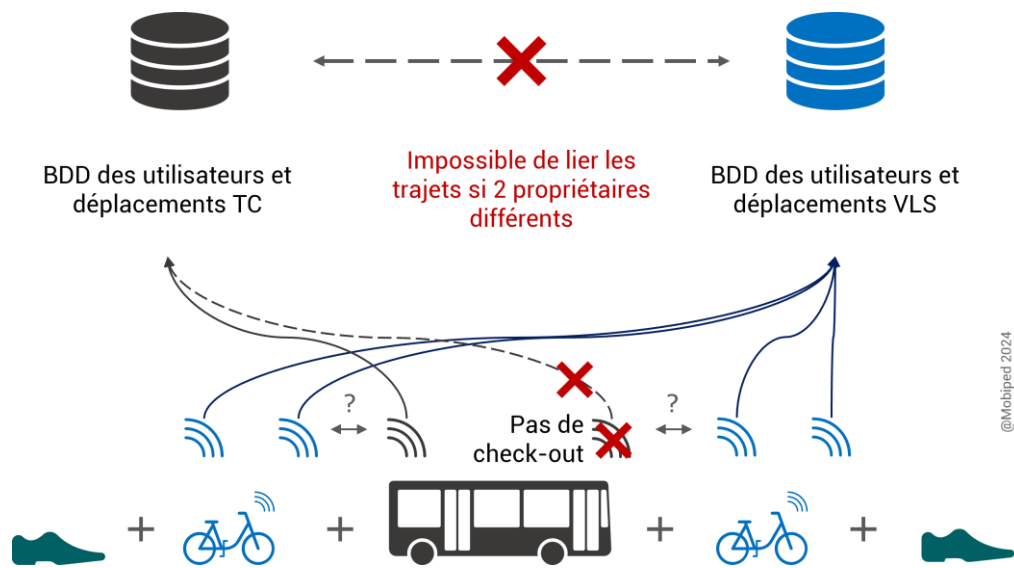 BDD des utilisateurs et
déplacements TC
Impossible de lier les
trajets si 2 propriétaires
différents
BDD des utilisateurs et
déplacements VLS
?
?
Pas de
check-out
+
+
+
+
@Mobiped 2024